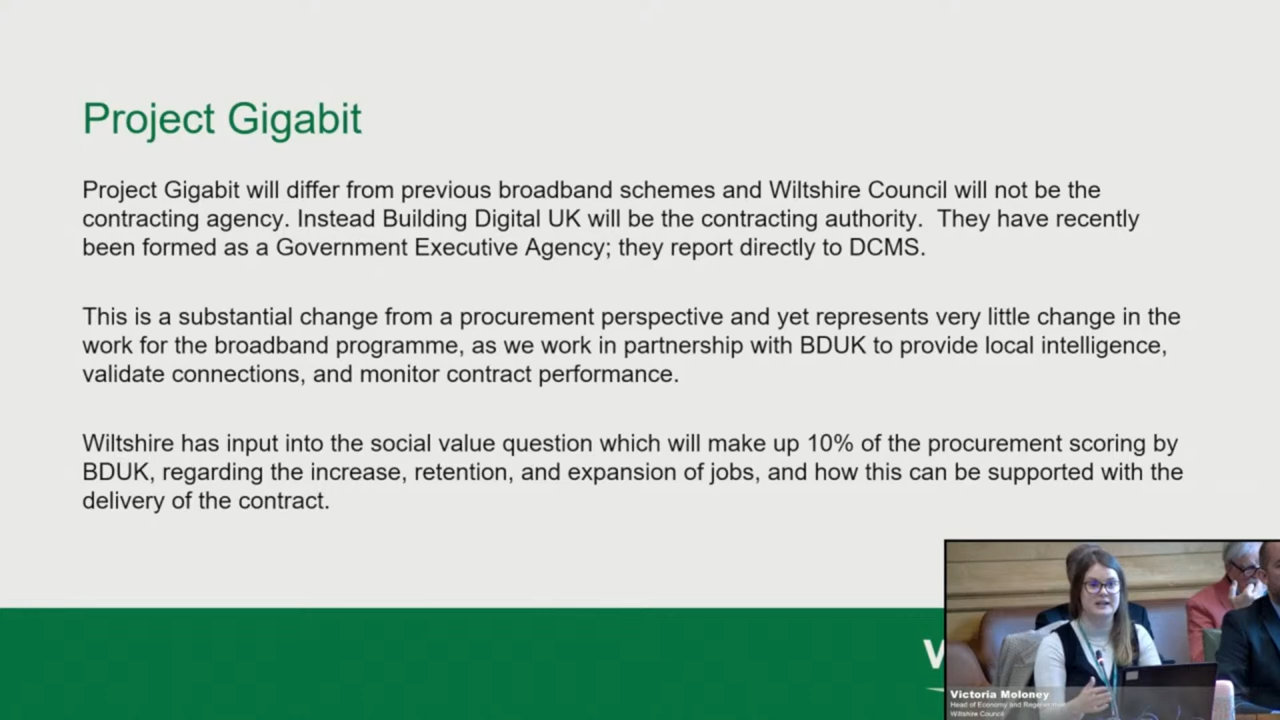 Project Gigabit
Project Gigabit will differ from previous broadband schemes and Wiltshire Council will not be the
contracting agency. Instead Building Digital UK will be the contracting authority.  They have recently
been formed as a Government Executive Agency; they report directly to DCMS.
This is a substantial change from a procurement perspective and yet represents very little change in the
work for the broadband programme, as we work in partnership with BDUK to provide local intelligence,
validate connections, and monitor contract performance.
Wiltshire has input into the social value question which will make up 10% of the procurement scoring by
BDUK, regarding the increase, retention, and expansion of jobs, and how this can be supported with the
delivery of the contract.
Victoria Moloney
Head of Economy and
Wiltshire Council